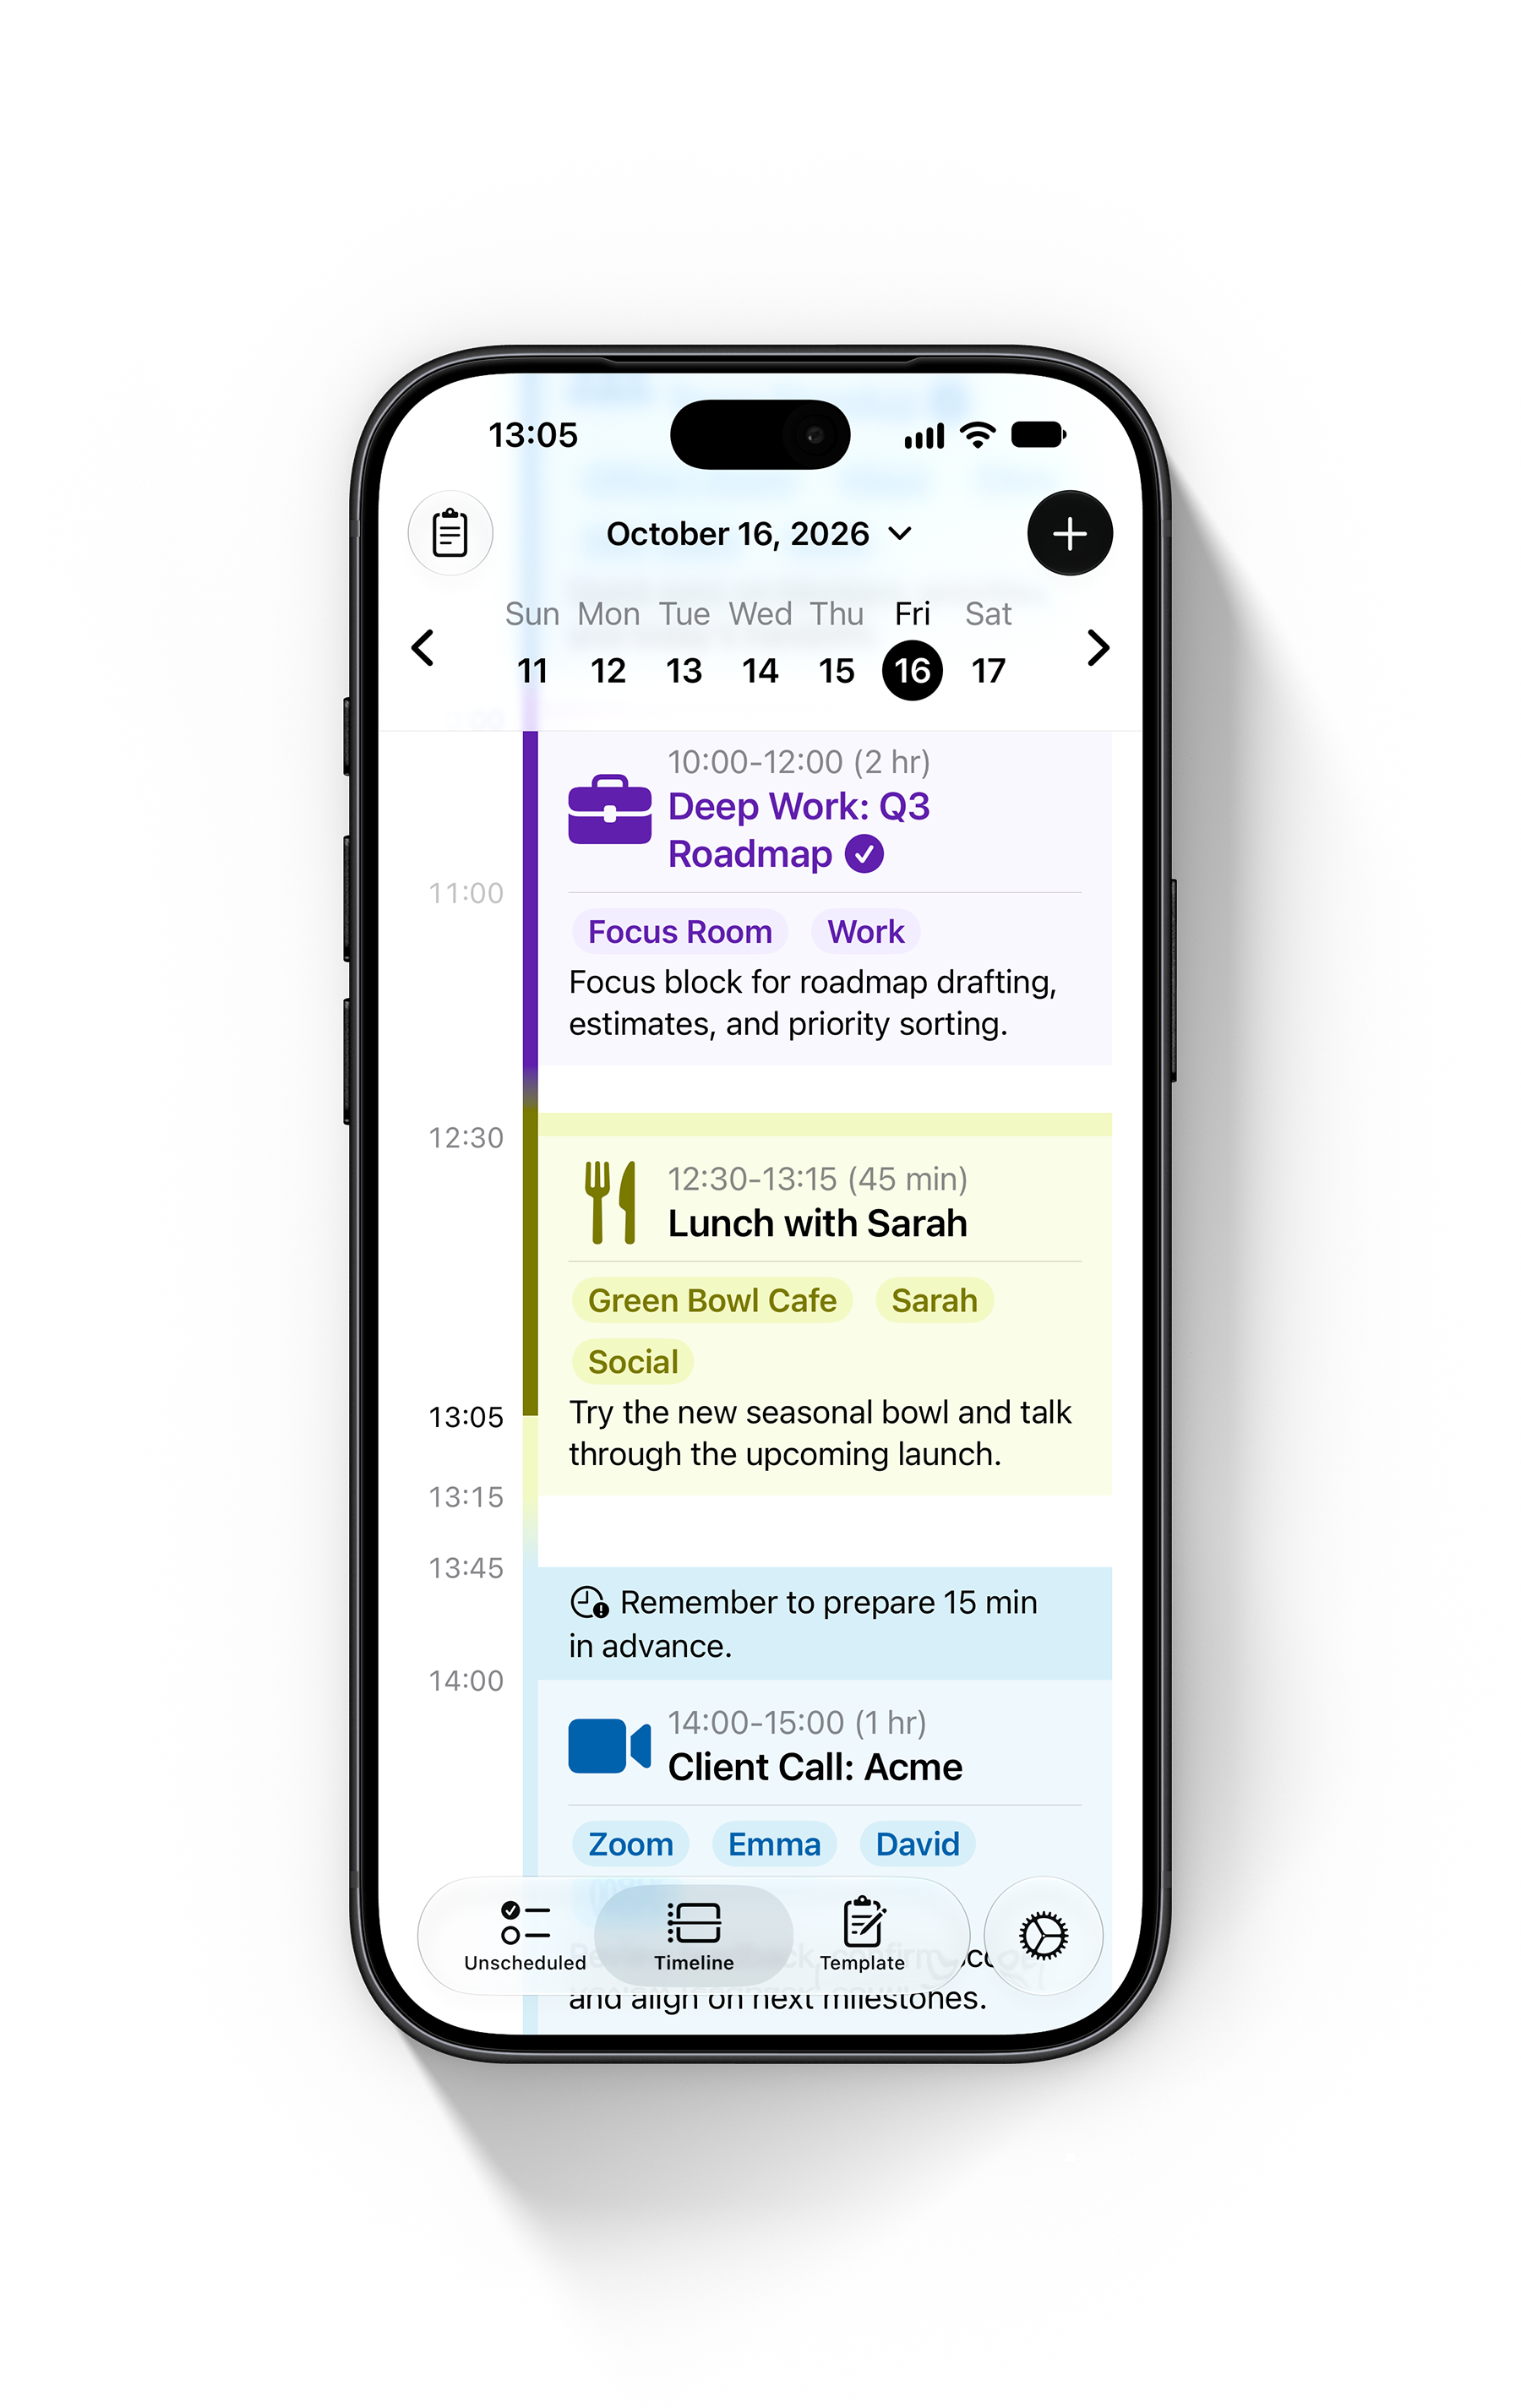 13:05
October 16, 2026
Sun Mon Tue Wed Thu Fri Sat
11 12 13 14 15 16 17
10:00-12:00 (2 hr)
Deep Work: Q3
Roadmap
11:00
Focus Room Work
Focus block for roadmap drafting,
estimates, and priority sorting.
12:30
12:30-13:15 (45 min)
Lunch with Sarah
Green Bowl Cafe Sarah
Social
13:05
Try the new seasonal bowl and talk
through the upcoming launch.
13:15
13:45
Remember to prepare 15 min
in advance.
14:00
14:00-15:00 (1 hr)
Client Call: Acme
Zoom Emma David
Unscheduled Timeline Template
and align on next milestones.